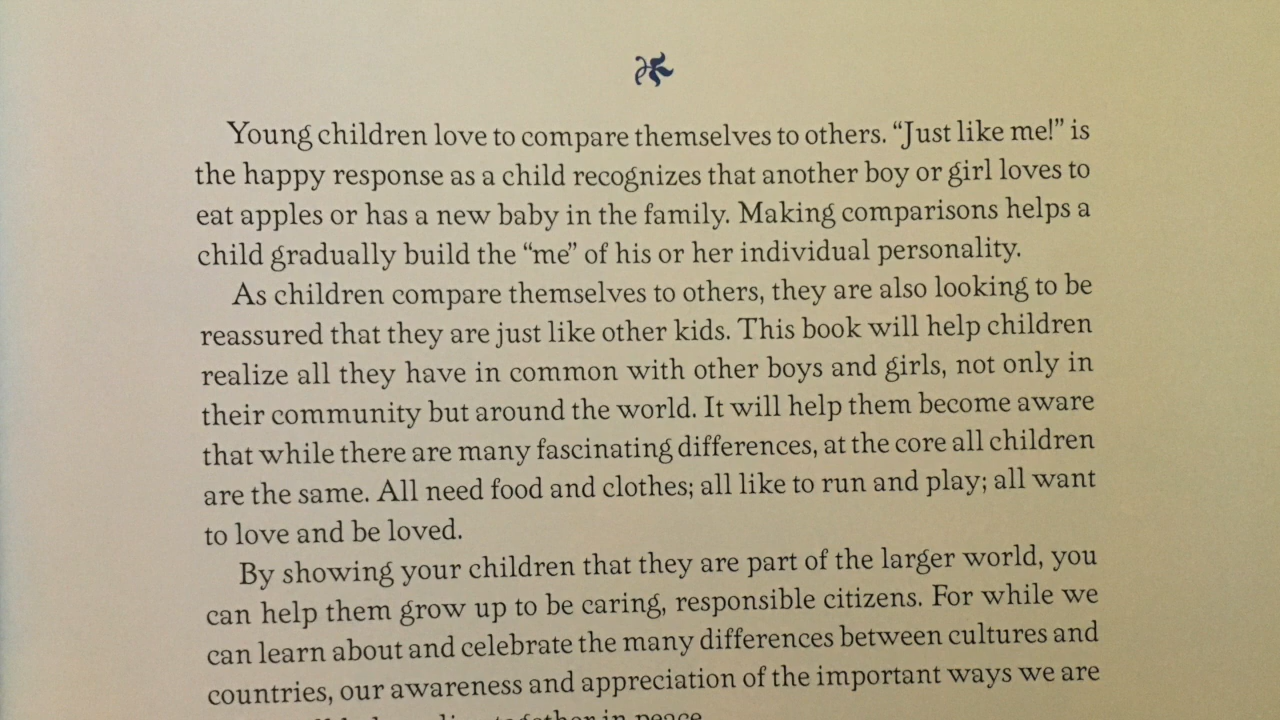 Young children love to compare themselves to others. “Just like me!” is
the happy response as a child recognizes that another boy or girl loves to
eat apples or has a new baby in the family. Making comparisons helps a
child gradually build the “me” of his or her individual personality.
As children compare themselves to others, they are also looking to be
reassured that they are just like other kids. This book will help children
realize all they have in common with other boys and girls, not only in
their community but around the world. It will help them become aware
that while there are many fascinating differences, at the core all children
are the same. All need food and clothes; all like to run and play; all want
to love and be loved.
By showing your children that they are part of the larger world, you
can help them grow up to be caring, responsible citizens. For while we
can learn about and celebrate the many differences between cultures and
countries, our awareness and appreciation of the important ways we are
together in peace